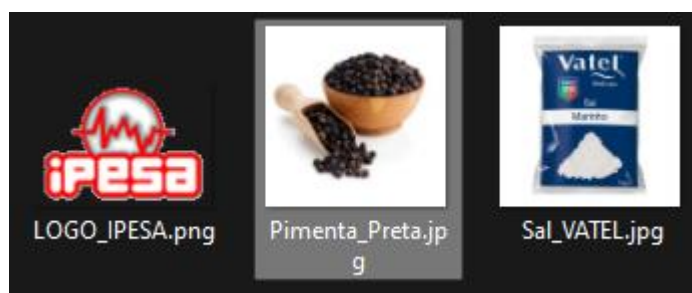 iPESA
Vatel
Sal
Marinho
LOGO_IPESA.png
Pimenta_Preta.jp
g
Sal_VATEL.jpg